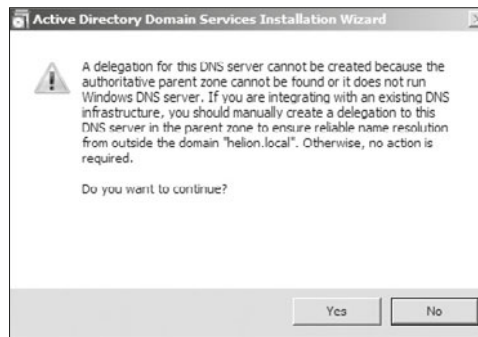 Active Directory Domain Services Installation Wizard
A delegation for this DNS server cannot be created because the
authoritative parent zone cannot be found or it does not run
Windows DNS server. If you are integrating with an existing DNS
infrastructure, you should manually create a delegation to this
DNS server in the parent zone to ensure reliable name resolution
from outside the domain "helion.local". Otherwise, no action is
required.
Do you want to continue?
Yes
No